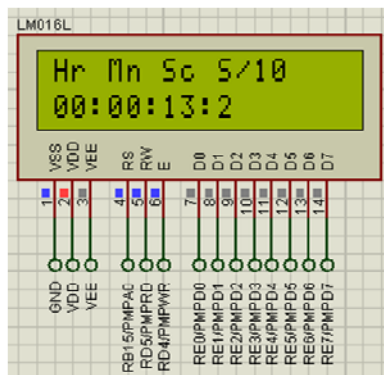 LM016L
Hr Mn Sc S/10
00:00:13:2
VSS VDD VEE RS RW E D0 D1 D2 D3 D4 D5 D6 D7
1 2 3 4 5 6 7 8 9 10 11 12 13 14
GND VDD VEE RB15/PMPA0 RD5/PMPRD RD4/PMPWR RE0/PMPD0 RE1/PMPD1 RE2/PMPD2 RE3/PMPD3 RE4/PMPD4 RE5/PMPD5 RE6/PMPD6 RE7/PMPD7